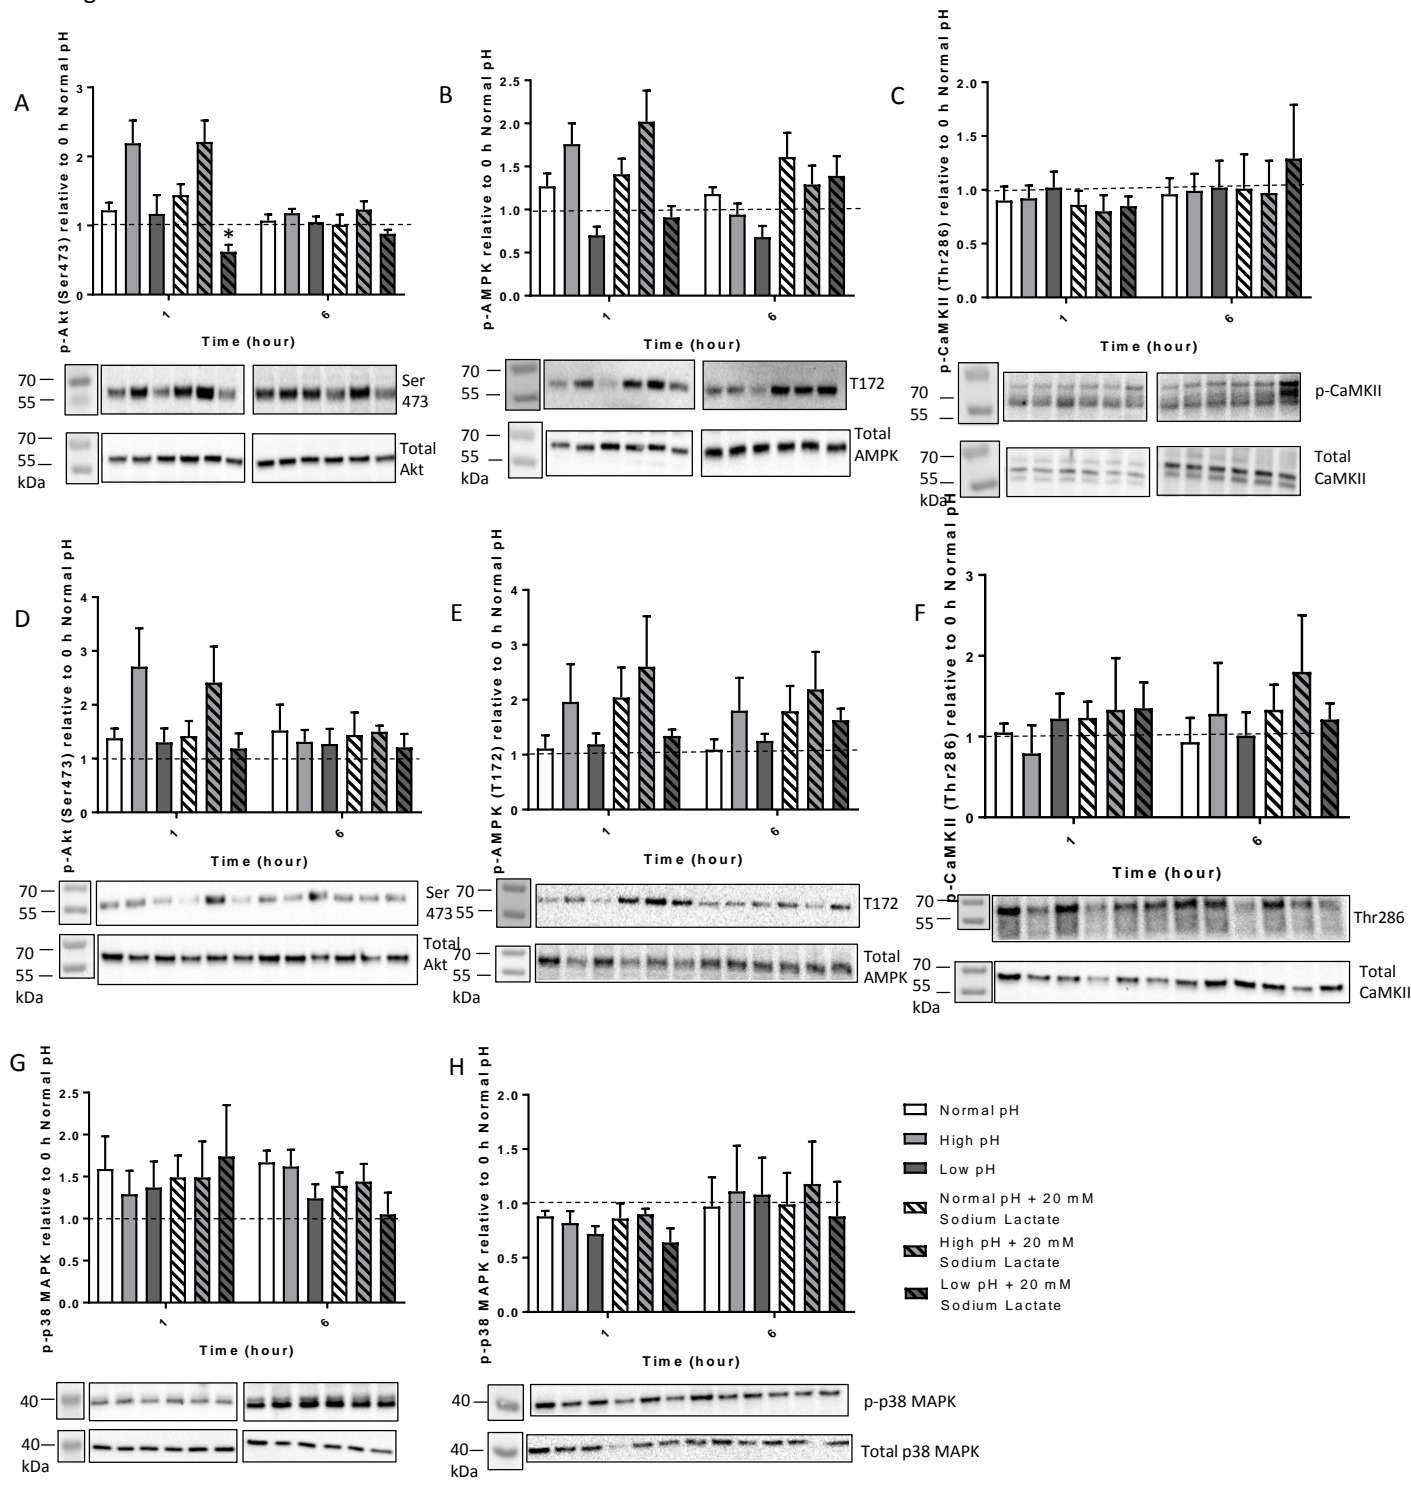 A
p-Akt (Ser473) relative to 0 h Normal pH
3
2
1
0
*
1
6
Time (hour)
70
55
Ser
473
70
55
kDa
Total
Akt
B
p-AMPK relative to 0 h Normal pH
2.5
2.0
1.5
1.0
0.5
0.0
1
6
Time (hour)
70
55
T172
70
55
kDa
Total
AMPK
C
p-CaMKII (Thr286) relative to 0 h Normal pH
2.0
1.5
1.0
0.5
0.0
1
6
Time (hour)
70
55
p-CaMKII
70
55
kDa
Total
CaMKII
D
p-Akt (Ser473) relative to 0 h Normal pH
4
3
2
1
0
1
6
Time (hour)
70
55
Ser
473
70
55
kDa
Total
Akt
E
p-AMPK (T172) relative to 0 h Normal pH
4
3
2
1
0
1
6
Time (hour)
70
55
T172
70
55
kDa
Total
AMPK
F
p-CaMKII (Thr286) relative to 0 h Normal pH
3
2
1
0
1
6
Time (hour)
70
55
Thr286
70
55
kDa
Total
CaMKII
G
p-p38 MAPK relative to 0 h Normal pH
2.5
2.0
1.5
1.0
0.5
0.0
1
6
Time (hour)
40
40
kDa
H
p-p38 MAPK relative to 0 h Normal pH
2.0
1.5
1.0
0.5
0.0
1
6
Time (hour)
40
p-p38 MAPK
40
kDa
Total p38 MAPK
Normal pH
High pH
Low pH
Normal pH + 20 mM
Sodium Lactate
High pH + 20 mM
Sodium Lactate
Low pH + 20 mM
Sodium Lactate